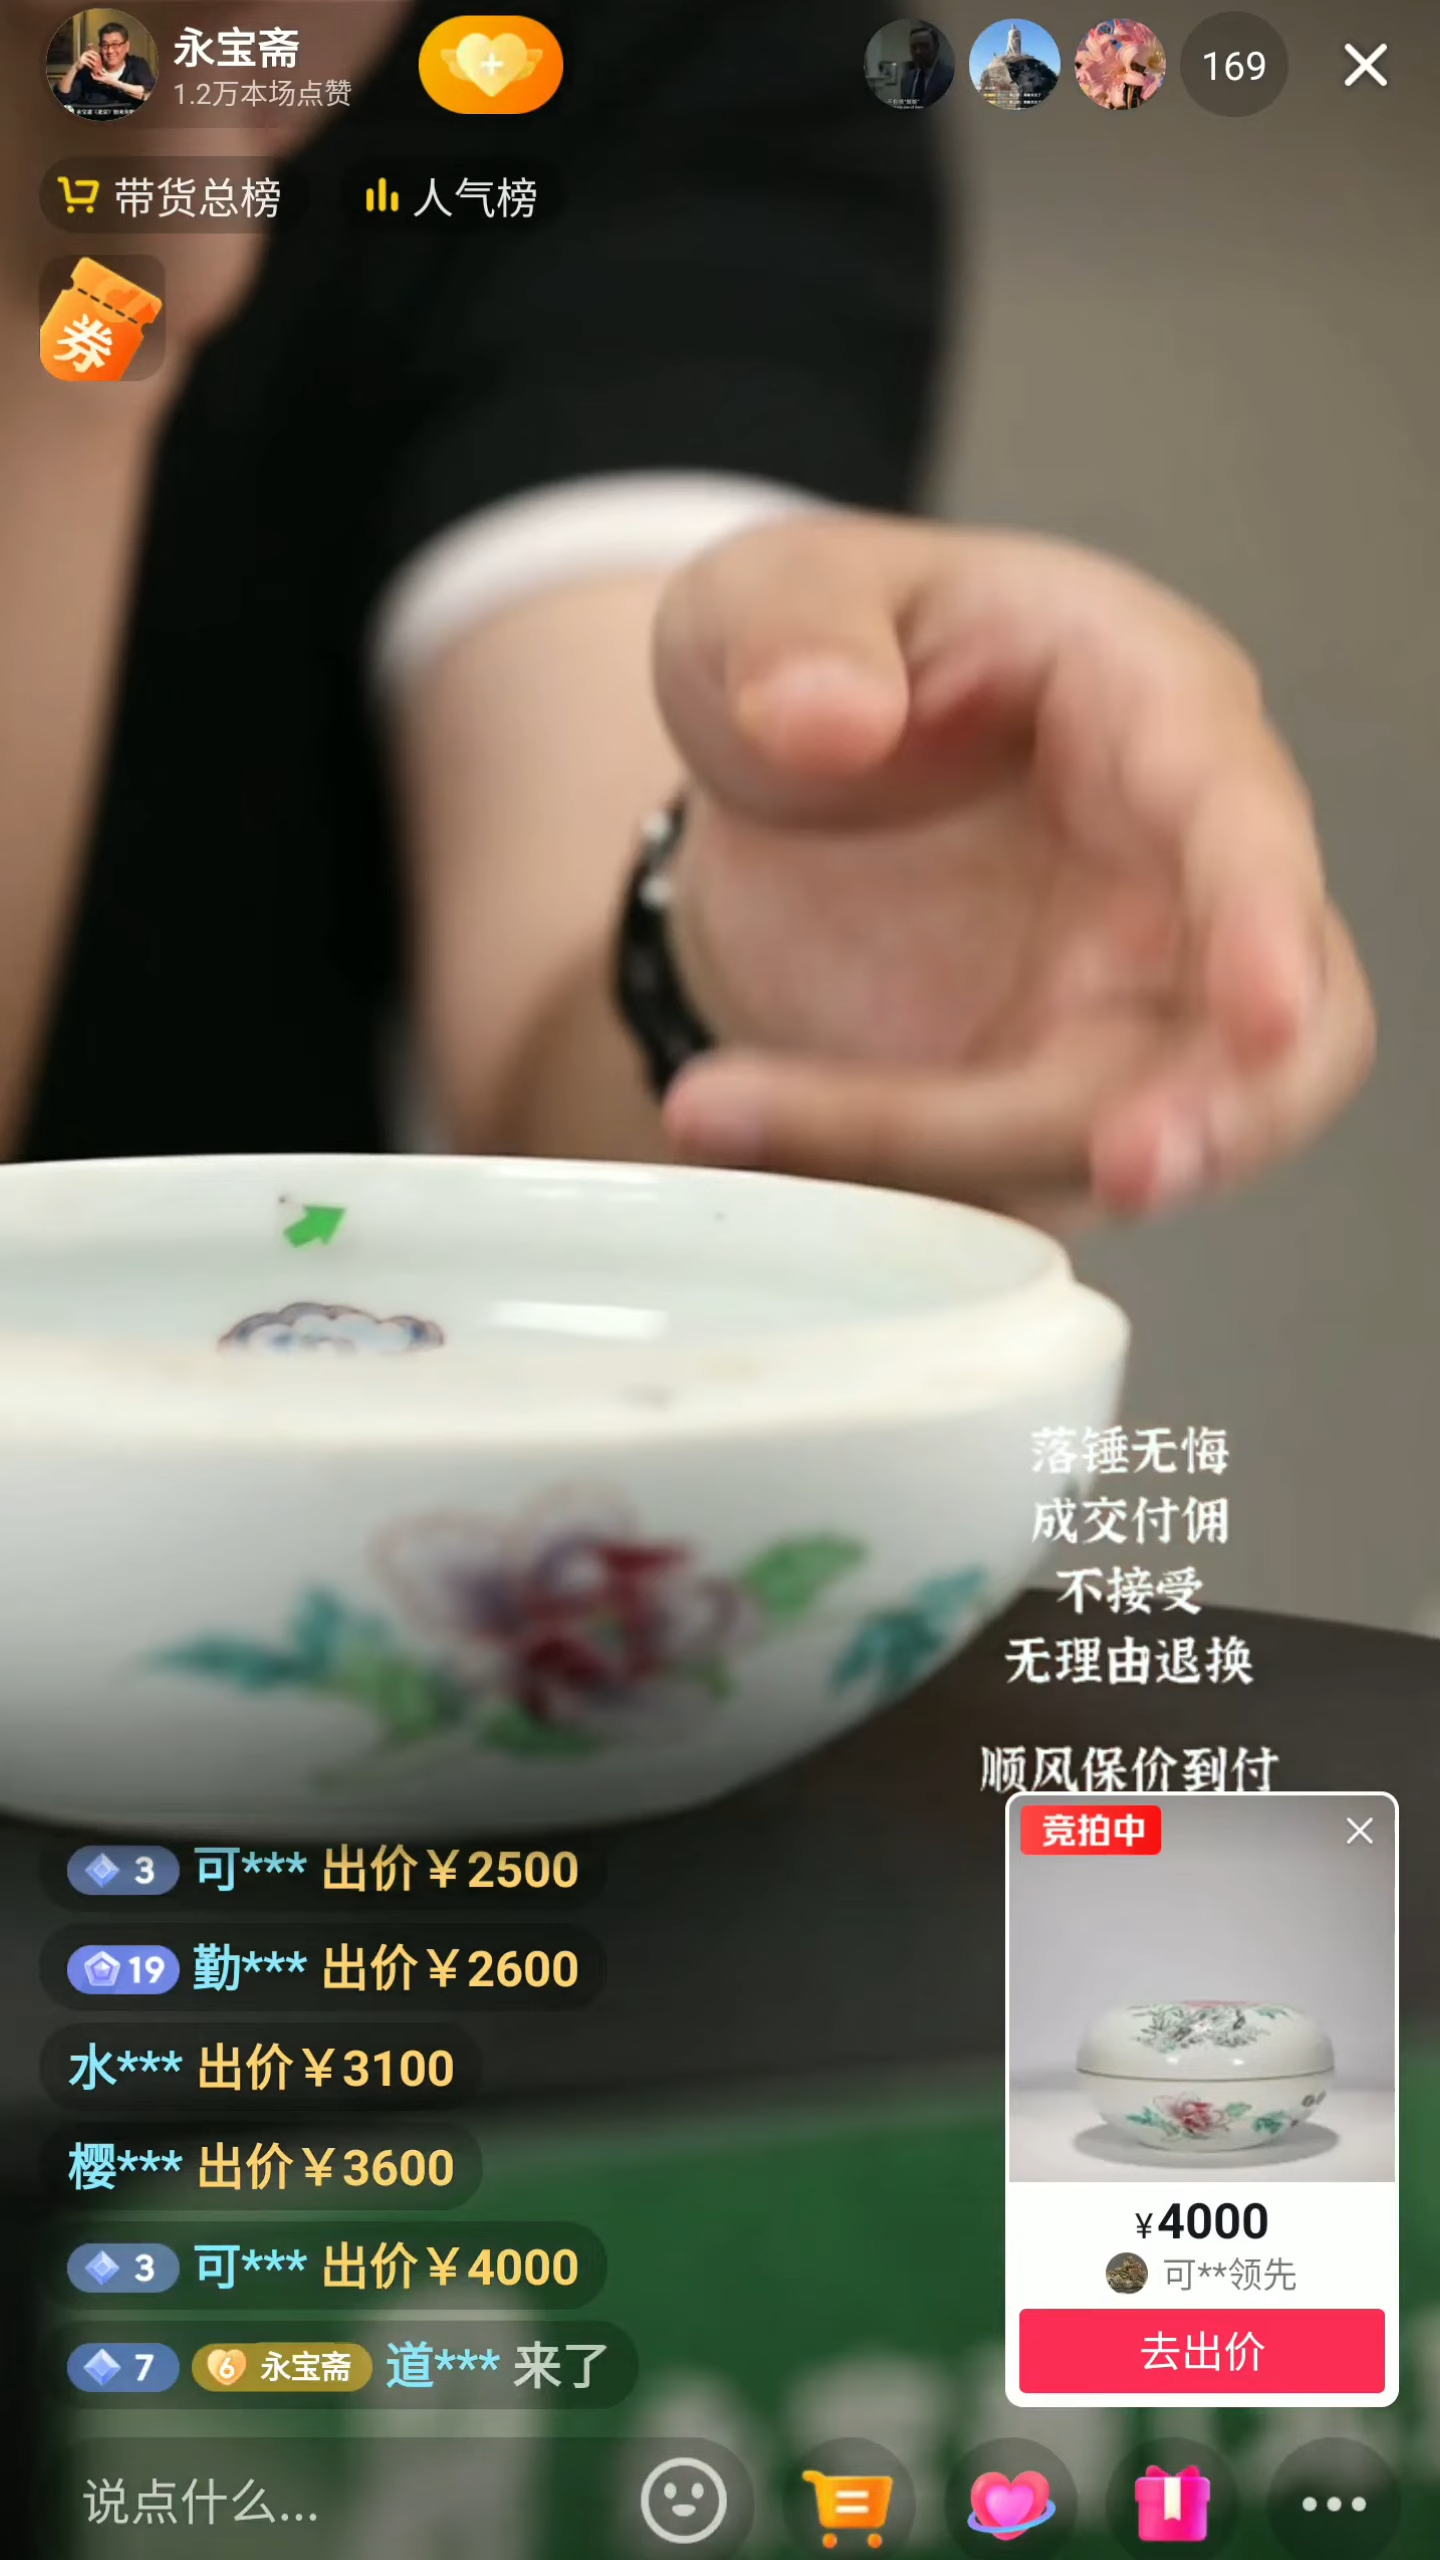 永宝斋
1.2万本场点赞
169
带货总榜
人气榜
券
落锤无悔
成交付佣
不接受
无理由退换
顺风保价到付
竞拍中
¥4000
可**领先
去出价
3 可*** 出价¥2500
19 勤*** 出价¥2600
水*** 出价¥3100
樱*** 出价¥3600
3 可*** 出价¥4000
7 6 永宝斋 道*** 来了
说点什么...